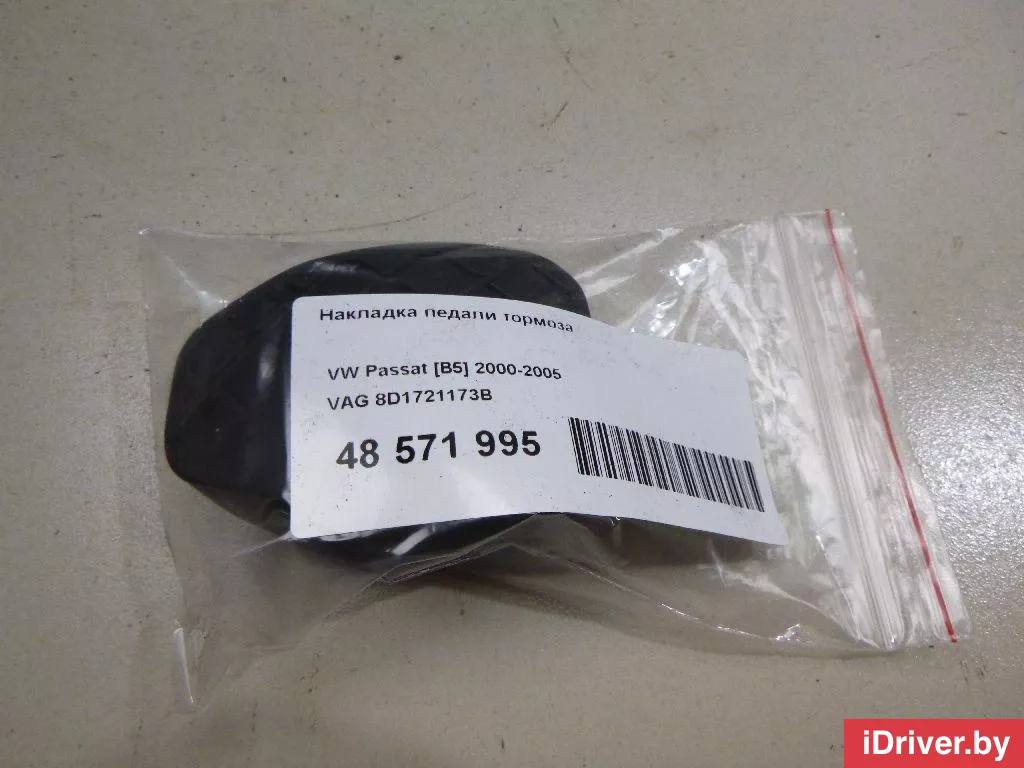 Накладка педали тормоза
VW Passat [B5] 2000-2005
VAG 8D1721173B
48 571 995
iDriver.by